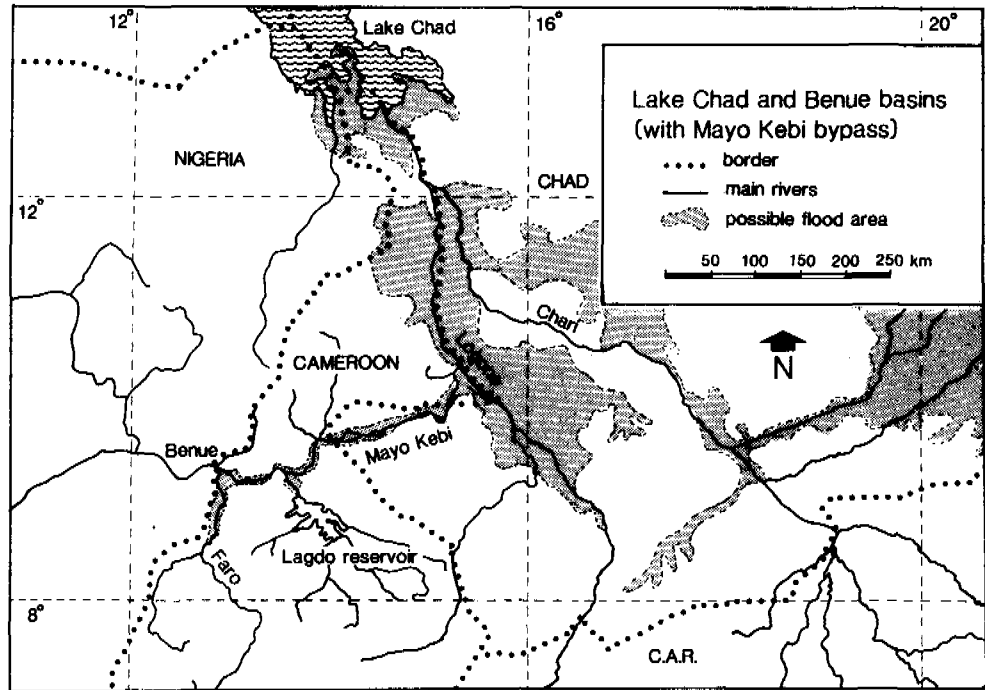 12°
16°
20°
Lake Chad
Lake Chad and Benue basins
(with Mayo Kebi bypass)
border
main rivers
possible flood area
50 100 150 200 250 km
NIGERIA
CHAD
12°
Chari
N
Logone
CAMEROON
Mayo Kebi
Benue
Lagdo reservoir
Faro
8°
C.A.R.